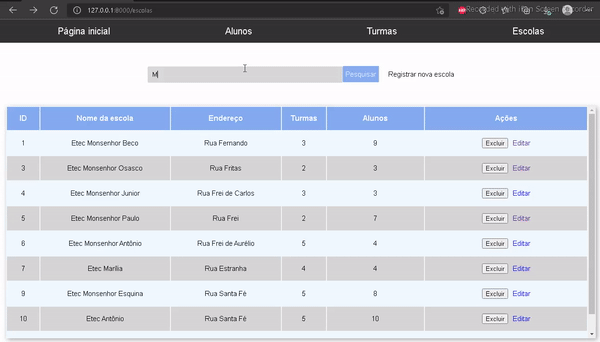 127.0.0.1:8000/escolas
Recorded with iTop Screen Recorder
Página inicial Alunos Turmas Escolas
M Pesquisar Registrar nova escola
ID Nome da escola Endereço Turmas Alunos Ações
1 Etec Monsenhor Beco Rua Fernando 3 9 Excluir Editar
3 Etec Monsenhor Osasco Rua Fritas 2 3 Excluir Editar
4 Etec Monsenhor Junior Rua Frei de Carlos 3 3 Excluir Editar
5 Etec Monsenhor Paulo Rua Frei 2 7 Excluir Editar
6 Etec Monsenhor Antônio Rua Frei de Aurélio 5 4 Excluir Editar
7 Etec Marília Rua Estranha 4 4 Excluir Editar
9 Etec Monsenhor Esquina Rua Santa Fé 5 8 Excluir Editar
10 Etec Antônio Rua Santa Fé 5 10 Excluir Editar